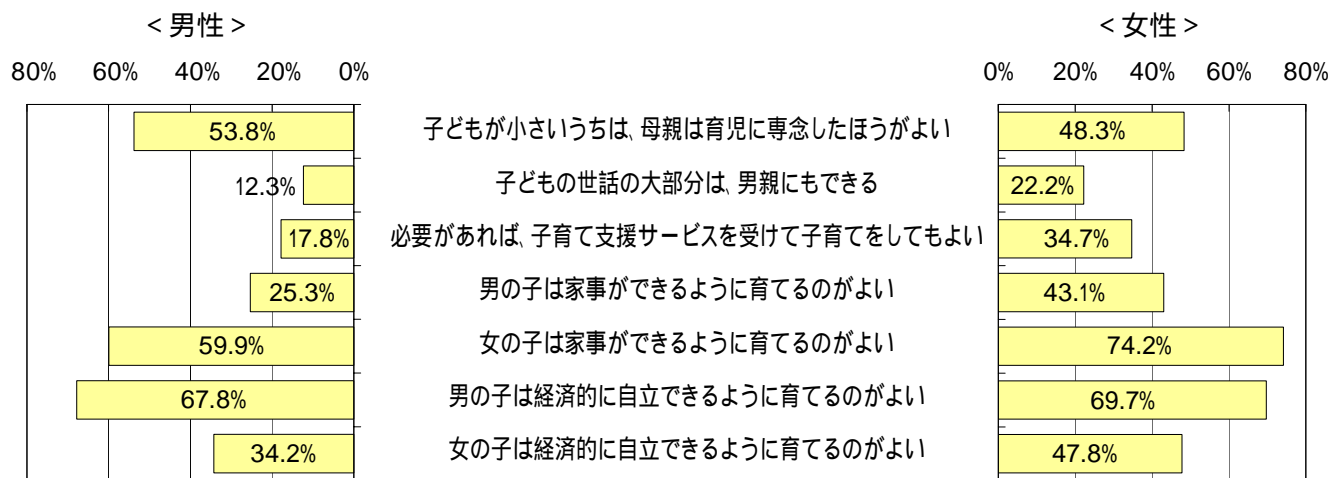 ＜男性＞ ＜女性＞
80% 60% 40% 20% 0% 0% 20% 40% 60% 80%
53.8% 子どもが小さいうちは、母親は育児に専念したほうがよい 48.3%
12.3% 子どもの世話の大部分は、男親にもできる 22.2%
17.8% 必要があれば、子育て支援サービスを受けて子育てをしてもよい 34.7%
25.3% 男の子は家事ができるように育てるのがよい 43.1%
59.9% 女の子は家事ができるように育てるのがよい 74.2%
67.8% 男の子は経済的に自立できるように育てるのがよい 69.7%
34.2% 女の子は経済的に自立できるように育てるのがよい 47.8%